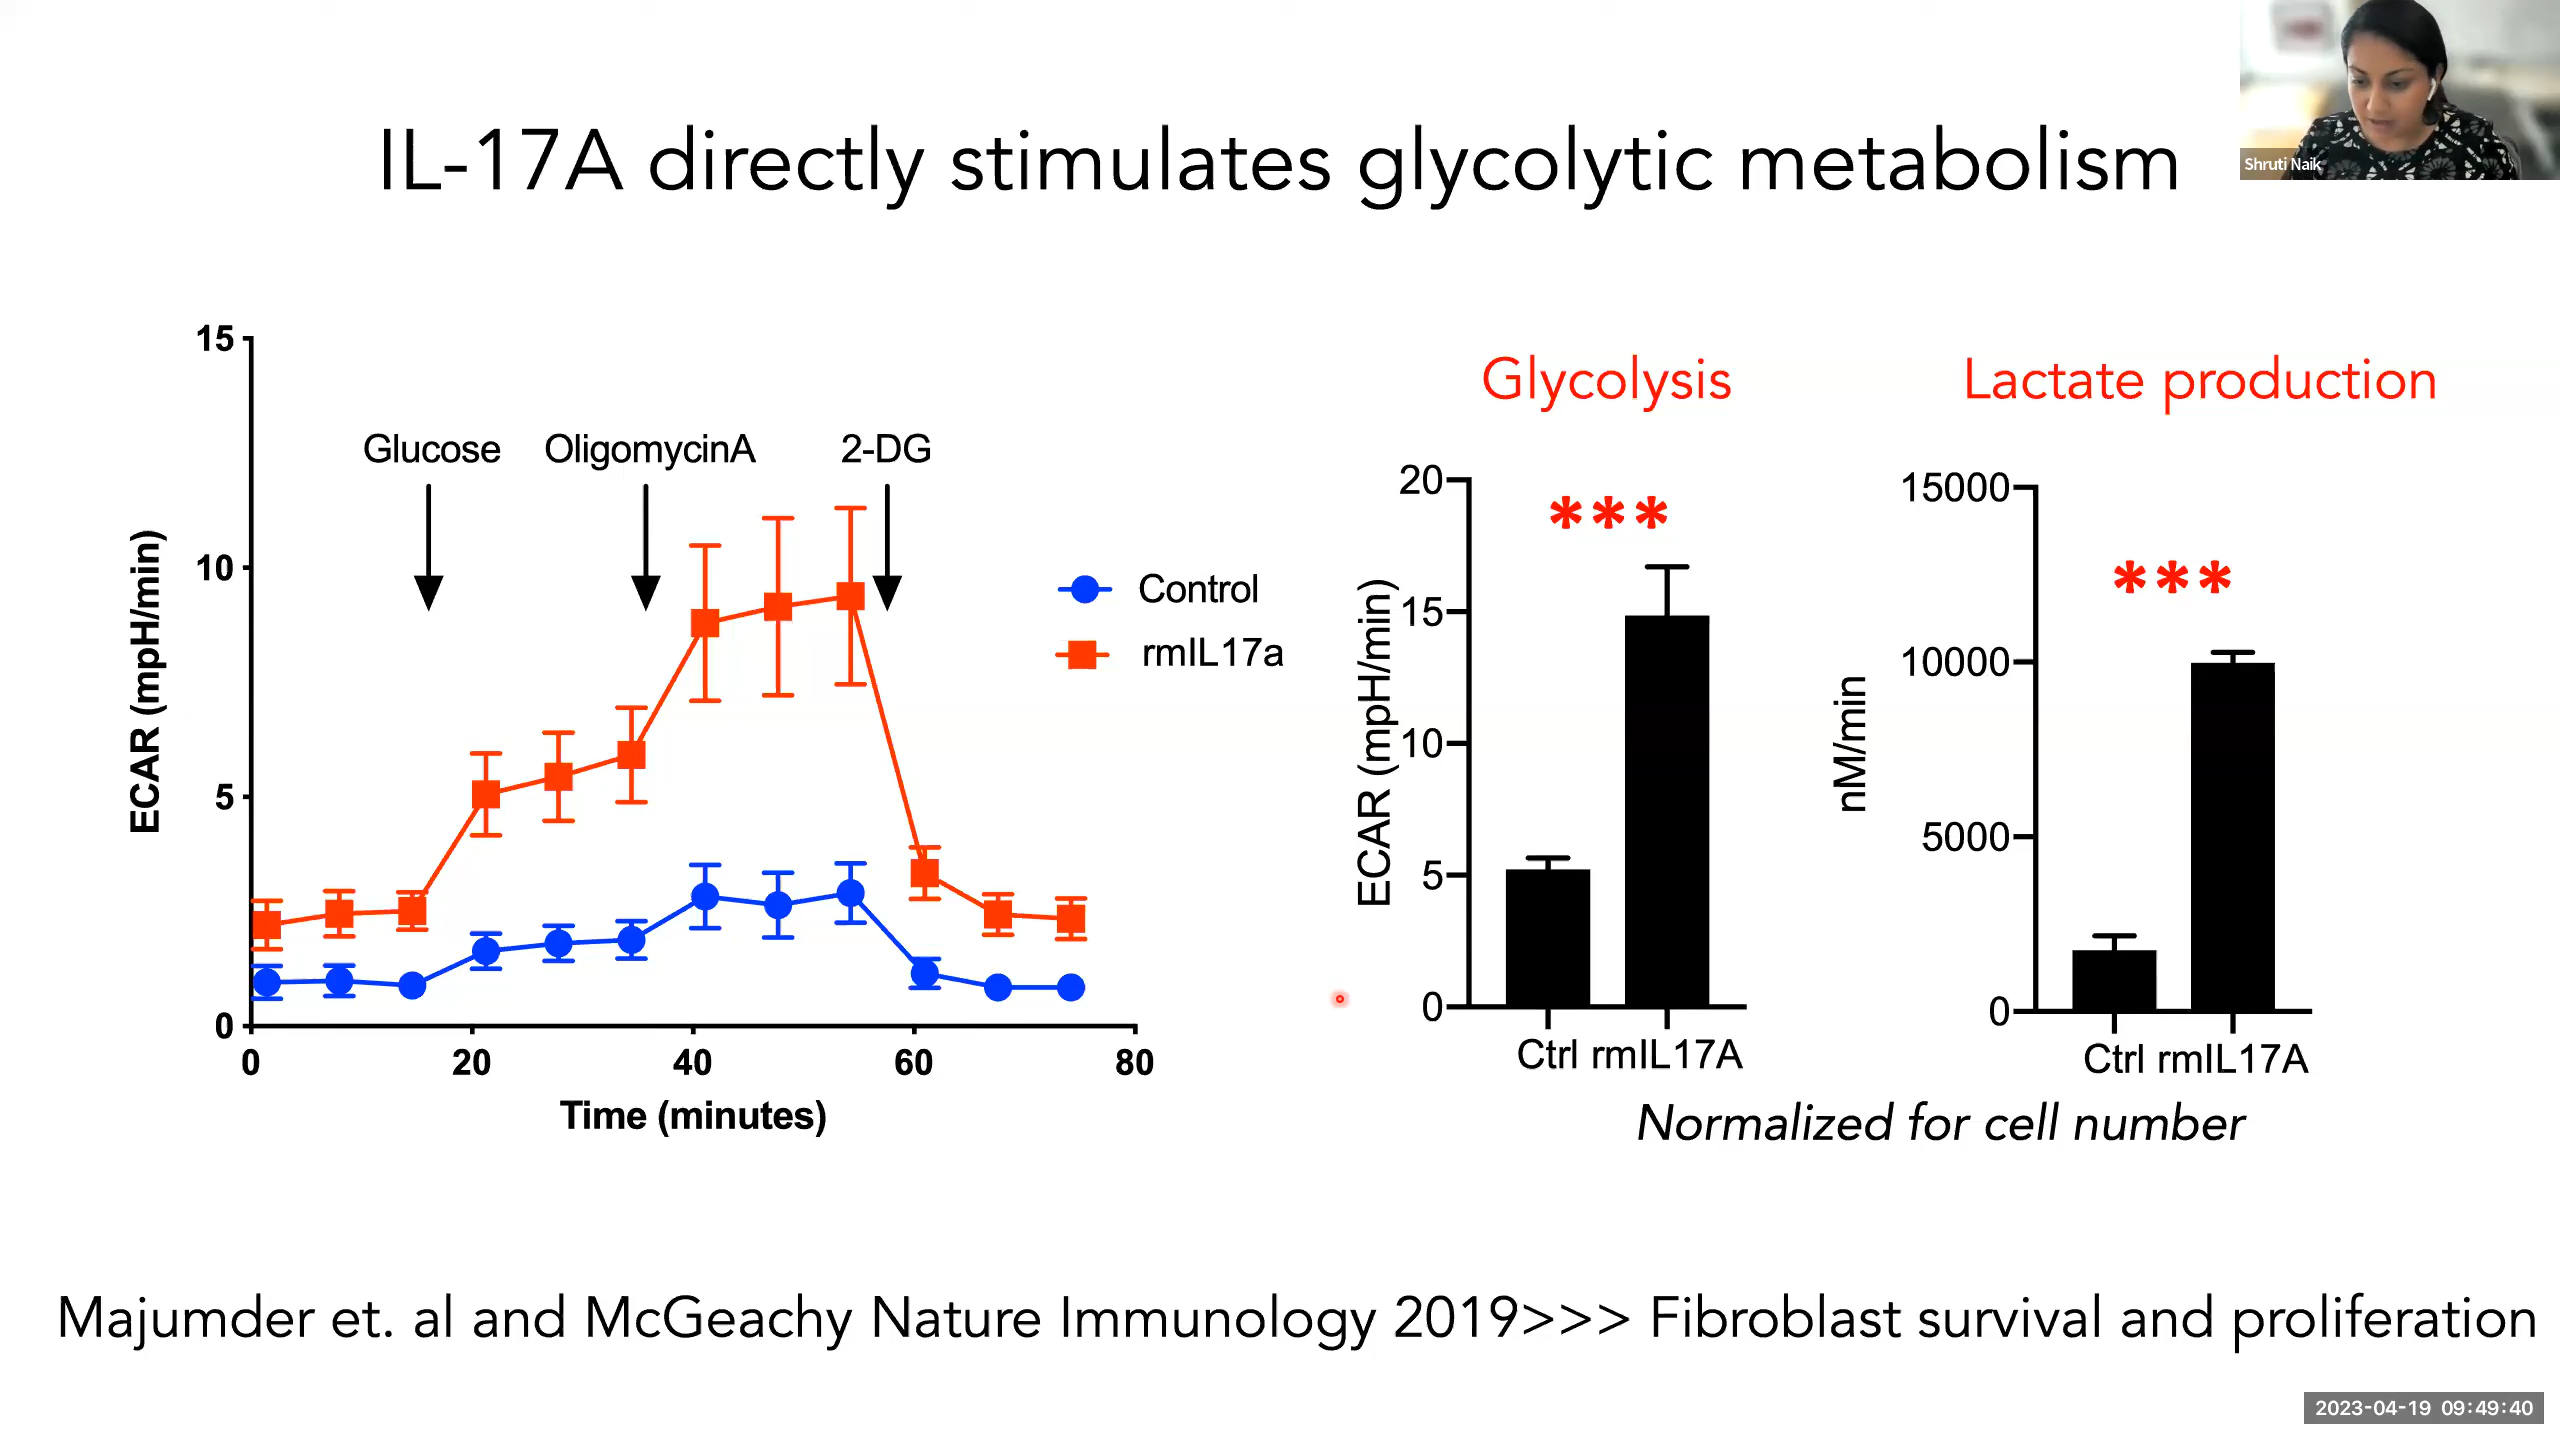 IL-17A directly stimulates glycolytic metabolism
Shruti Naik
15
10
5
0
ECAR (mpH/min)
Glucose
OligomycinA
2-DG
0
20
40
60
80
Time (minutes)
Control
rmIL17a
Glycolysis
20
15
10
5
0
ECAR (mpH/min)
***
Ctrl rmIL17A
Lactate production
15000
10000
5000
0
nM/min
***
Ctrl rmIL17A
Normalized for cell number
Majumder et. al and McGeachy Nature Immunology 2019>>> Fibroblast survival and proliferation
2023-04-19 09:49:40